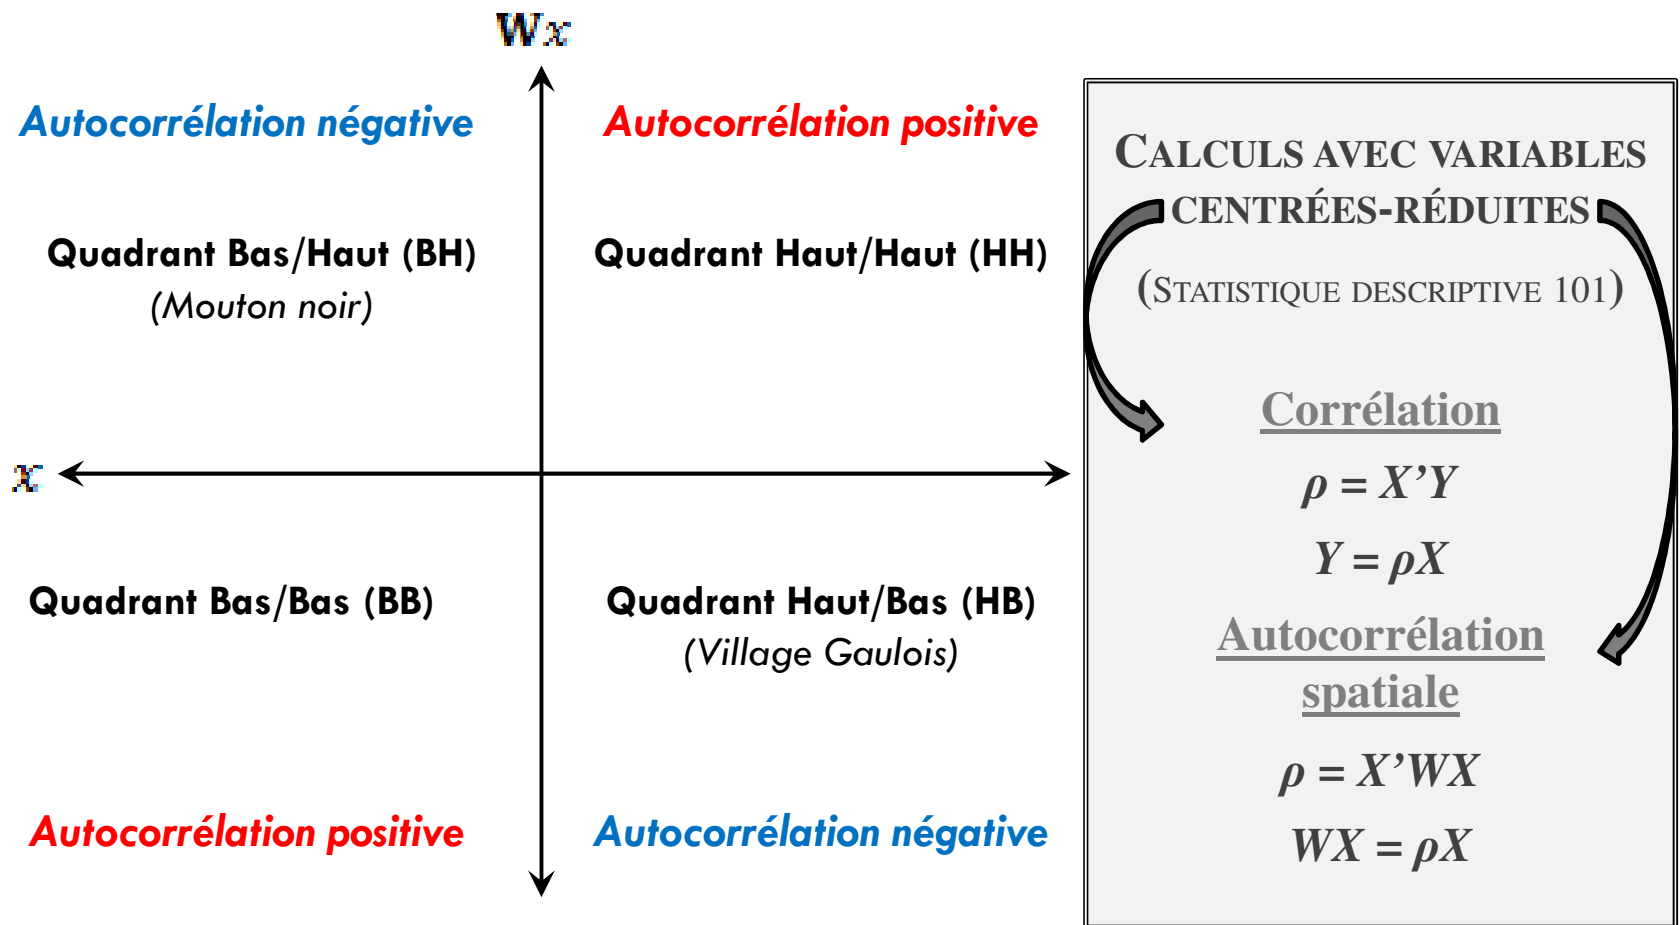 Wx
Autocorrélation négative
Autocorrélation positive
Quadrant Bas/Haut (BH)
(Mouton noir)
Quadrant Haut/Haut (HH)
x
Quadrant Bas/Bas (BB)
Quadrant Haut/Bas (HB)
(Village Gaulois)
Autocorrélation positive
Autocorrélation négative
CALCULS AVEC VARIABLES
CENTRÉES-RÉDUITES
(STATISTIQUE DESCRIPTIVE 101)
Corrélation
ρ = X’Y
Y = ρX
Autocorrélation
spatiale
ρ = X’WX
WX = ρX